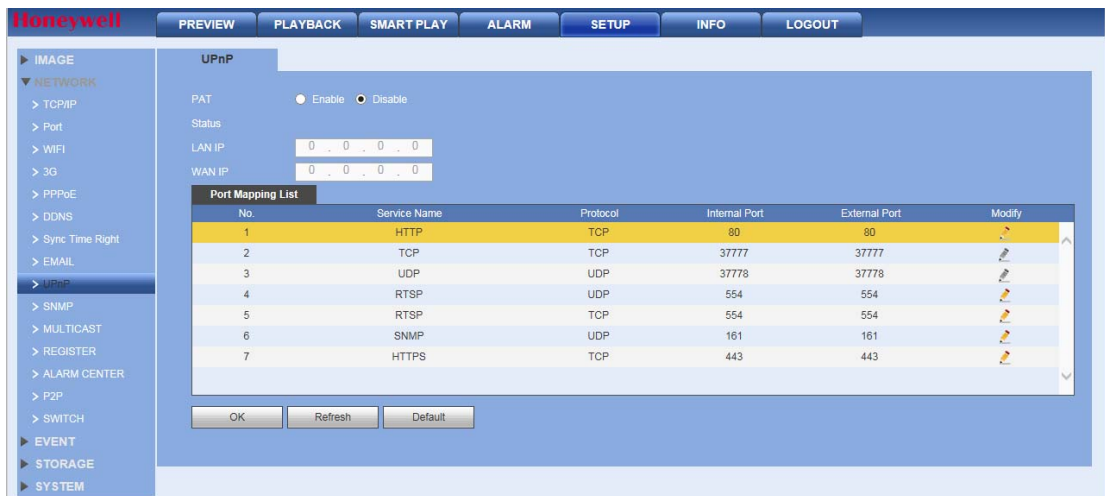 Honeywell
PREVIEW PLAYBACK SMART PLAY ALARM SETUP INFO LOGOUT
IMAGE
NETWORK
> TCP/IP
> Port
> WIFI
> 3G
> PPPoE
> DDNS
> Sync Time Right
> EMAIL
> UPnP
> SNMP
> MULTICAST
> REGISTER
> ALARM CENTER
> P2P
> SWITCH
EVENT
STORAGE
SYSTEM
UPnP
PAT Enable Disable
Status
LAN IP 0 . 0 . 0 . 0
WAN IP 0 . 0 . 0 . 0
Port Mapping List
No. Service Name Protocol Internal Port External Port Modify
1 HTTP TCP 80 80
2 TCP TCP 37777 37777
3 UDP UDP 37778 37778
4 RTSP UDP 554 554
5 RTSP TCP 554 554
6 SNMP UDP 161 161
7 HTTPS TCP 443 443
OK Refresh Default